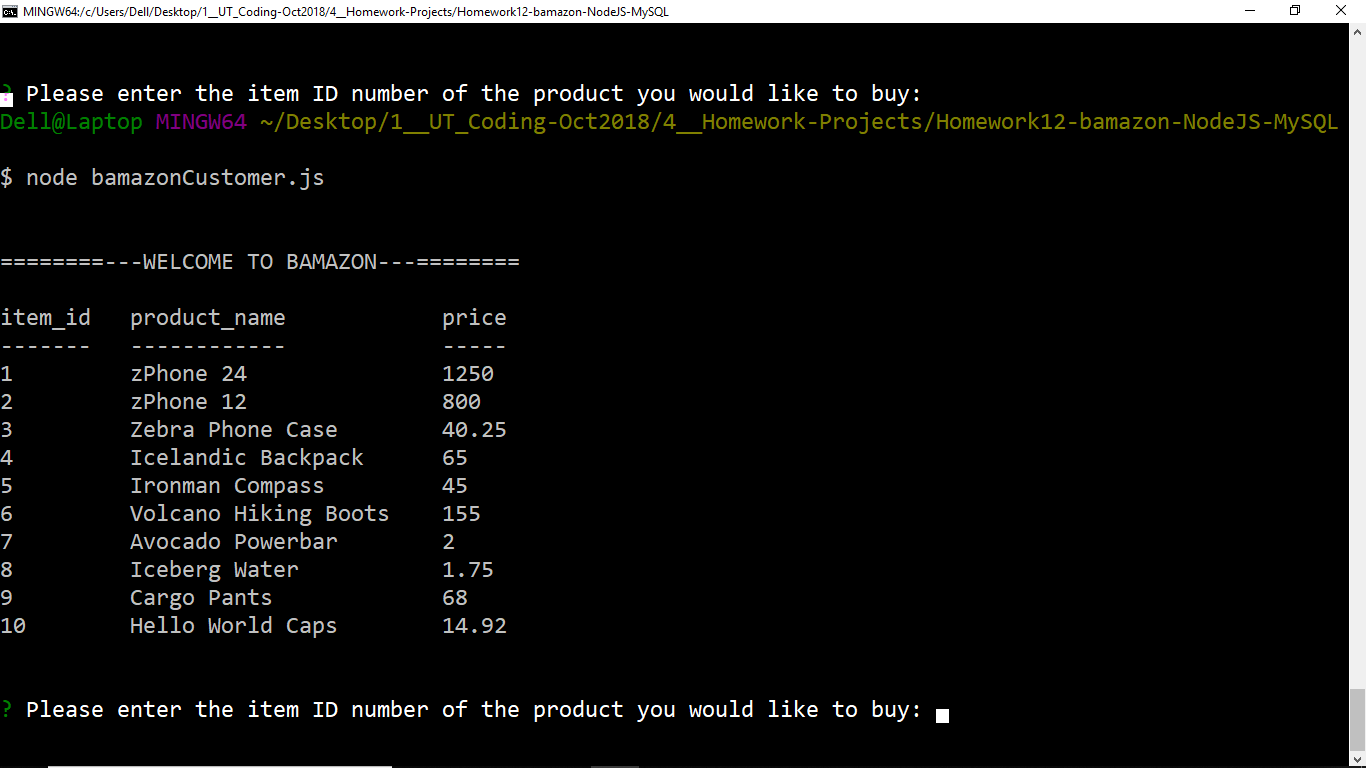 MINGW64:/c/Users/Dell/Desktop/1__UT_Coding-Oct2018/4__Homework-Projects/Homework12-bamazon-NodeJS-MySQL
? Please enter the item ID number of the product you would like to buy:
Dell@Laptop MINGW64 ~/Desktop/1__UT_Coding-Oct2018/4__Homework-Projects/Homework12-bamazon-NodeJS-MySQL
$ node bamazonCustomer.js
========---WELCOME TO BAMAZON---========
item_id   product_name            price
-------   ------------            -----
1         zPhone 24               1250
2         zPhone 12               800
3         Zebra Phone Case        40.25
4         Icelandic Backpack      65
5         Ironman Compass         45
6         Volcano Hiking Boots    155
7         Avocado Powerbar        2
8         Iceberg Water           1.75
9         Cargo Pants             68
10        Hello World Caps        14.92
? Please enter the item ID number of the product you would like to buy: